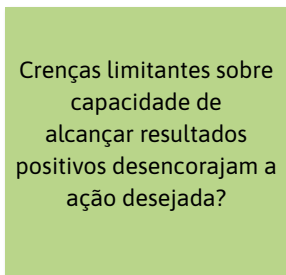 Crenças limitantes sobre
capacidade de
alcançar resultados
positivos desencorajam a
ação desejada?